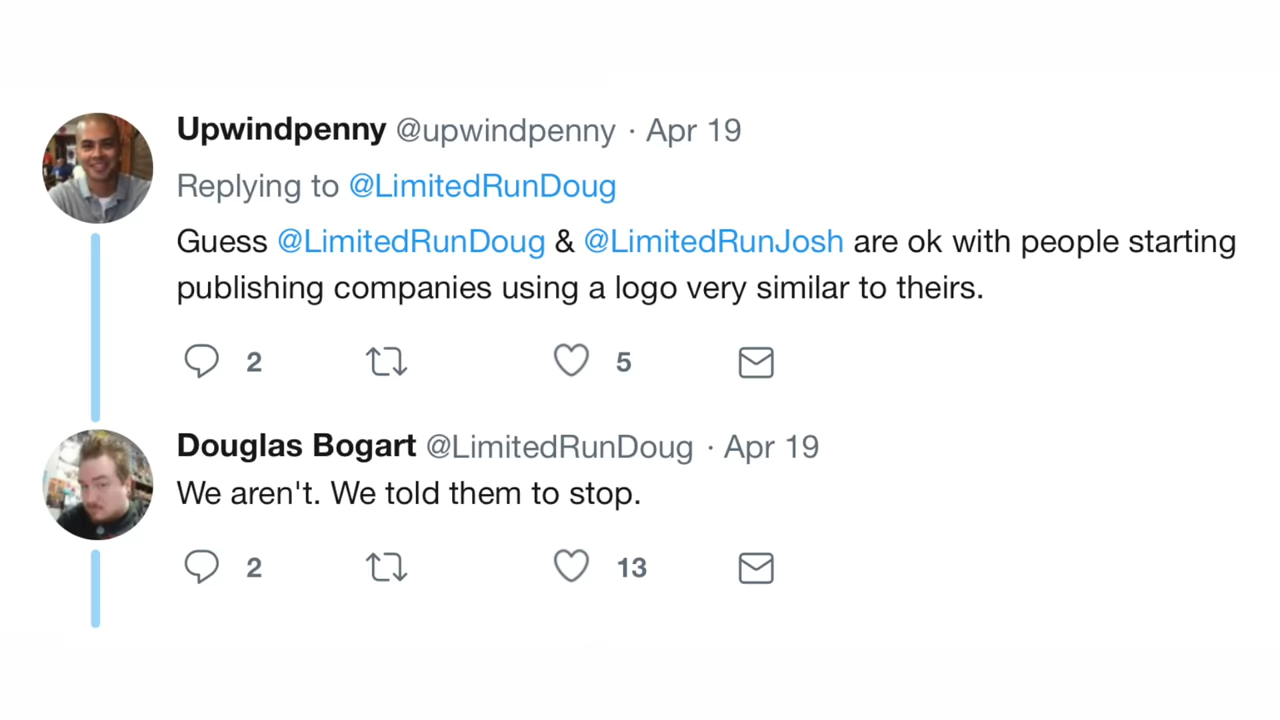 Upwindpenny @upwindpenny · Apr 19
Replying to @LimitedRunDoug
Guess @LimitedRunDoug & @LimitedRunJosh are ok with people starting
publishing companies using a logo very similar to theirs.
2 5
Douglas Bogart @LimitedRunDoug · Apr 19
We aren't. We told them to stop.
2 13